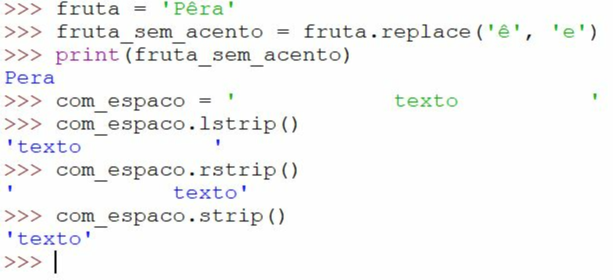 >>> fruta = 'Pêra'
>>> fruta_sem_acento = fruta.replace('ê', 'e')
>>> print(fruta_sem_acento)
Pera
>>> com_espaco = '             texto           '
>>> com_espaco.lstrip()
'texto           '
>>> com_espaco.rstrip()
'             texto'
>>> com_espaco.strip()
'texto'
>>>